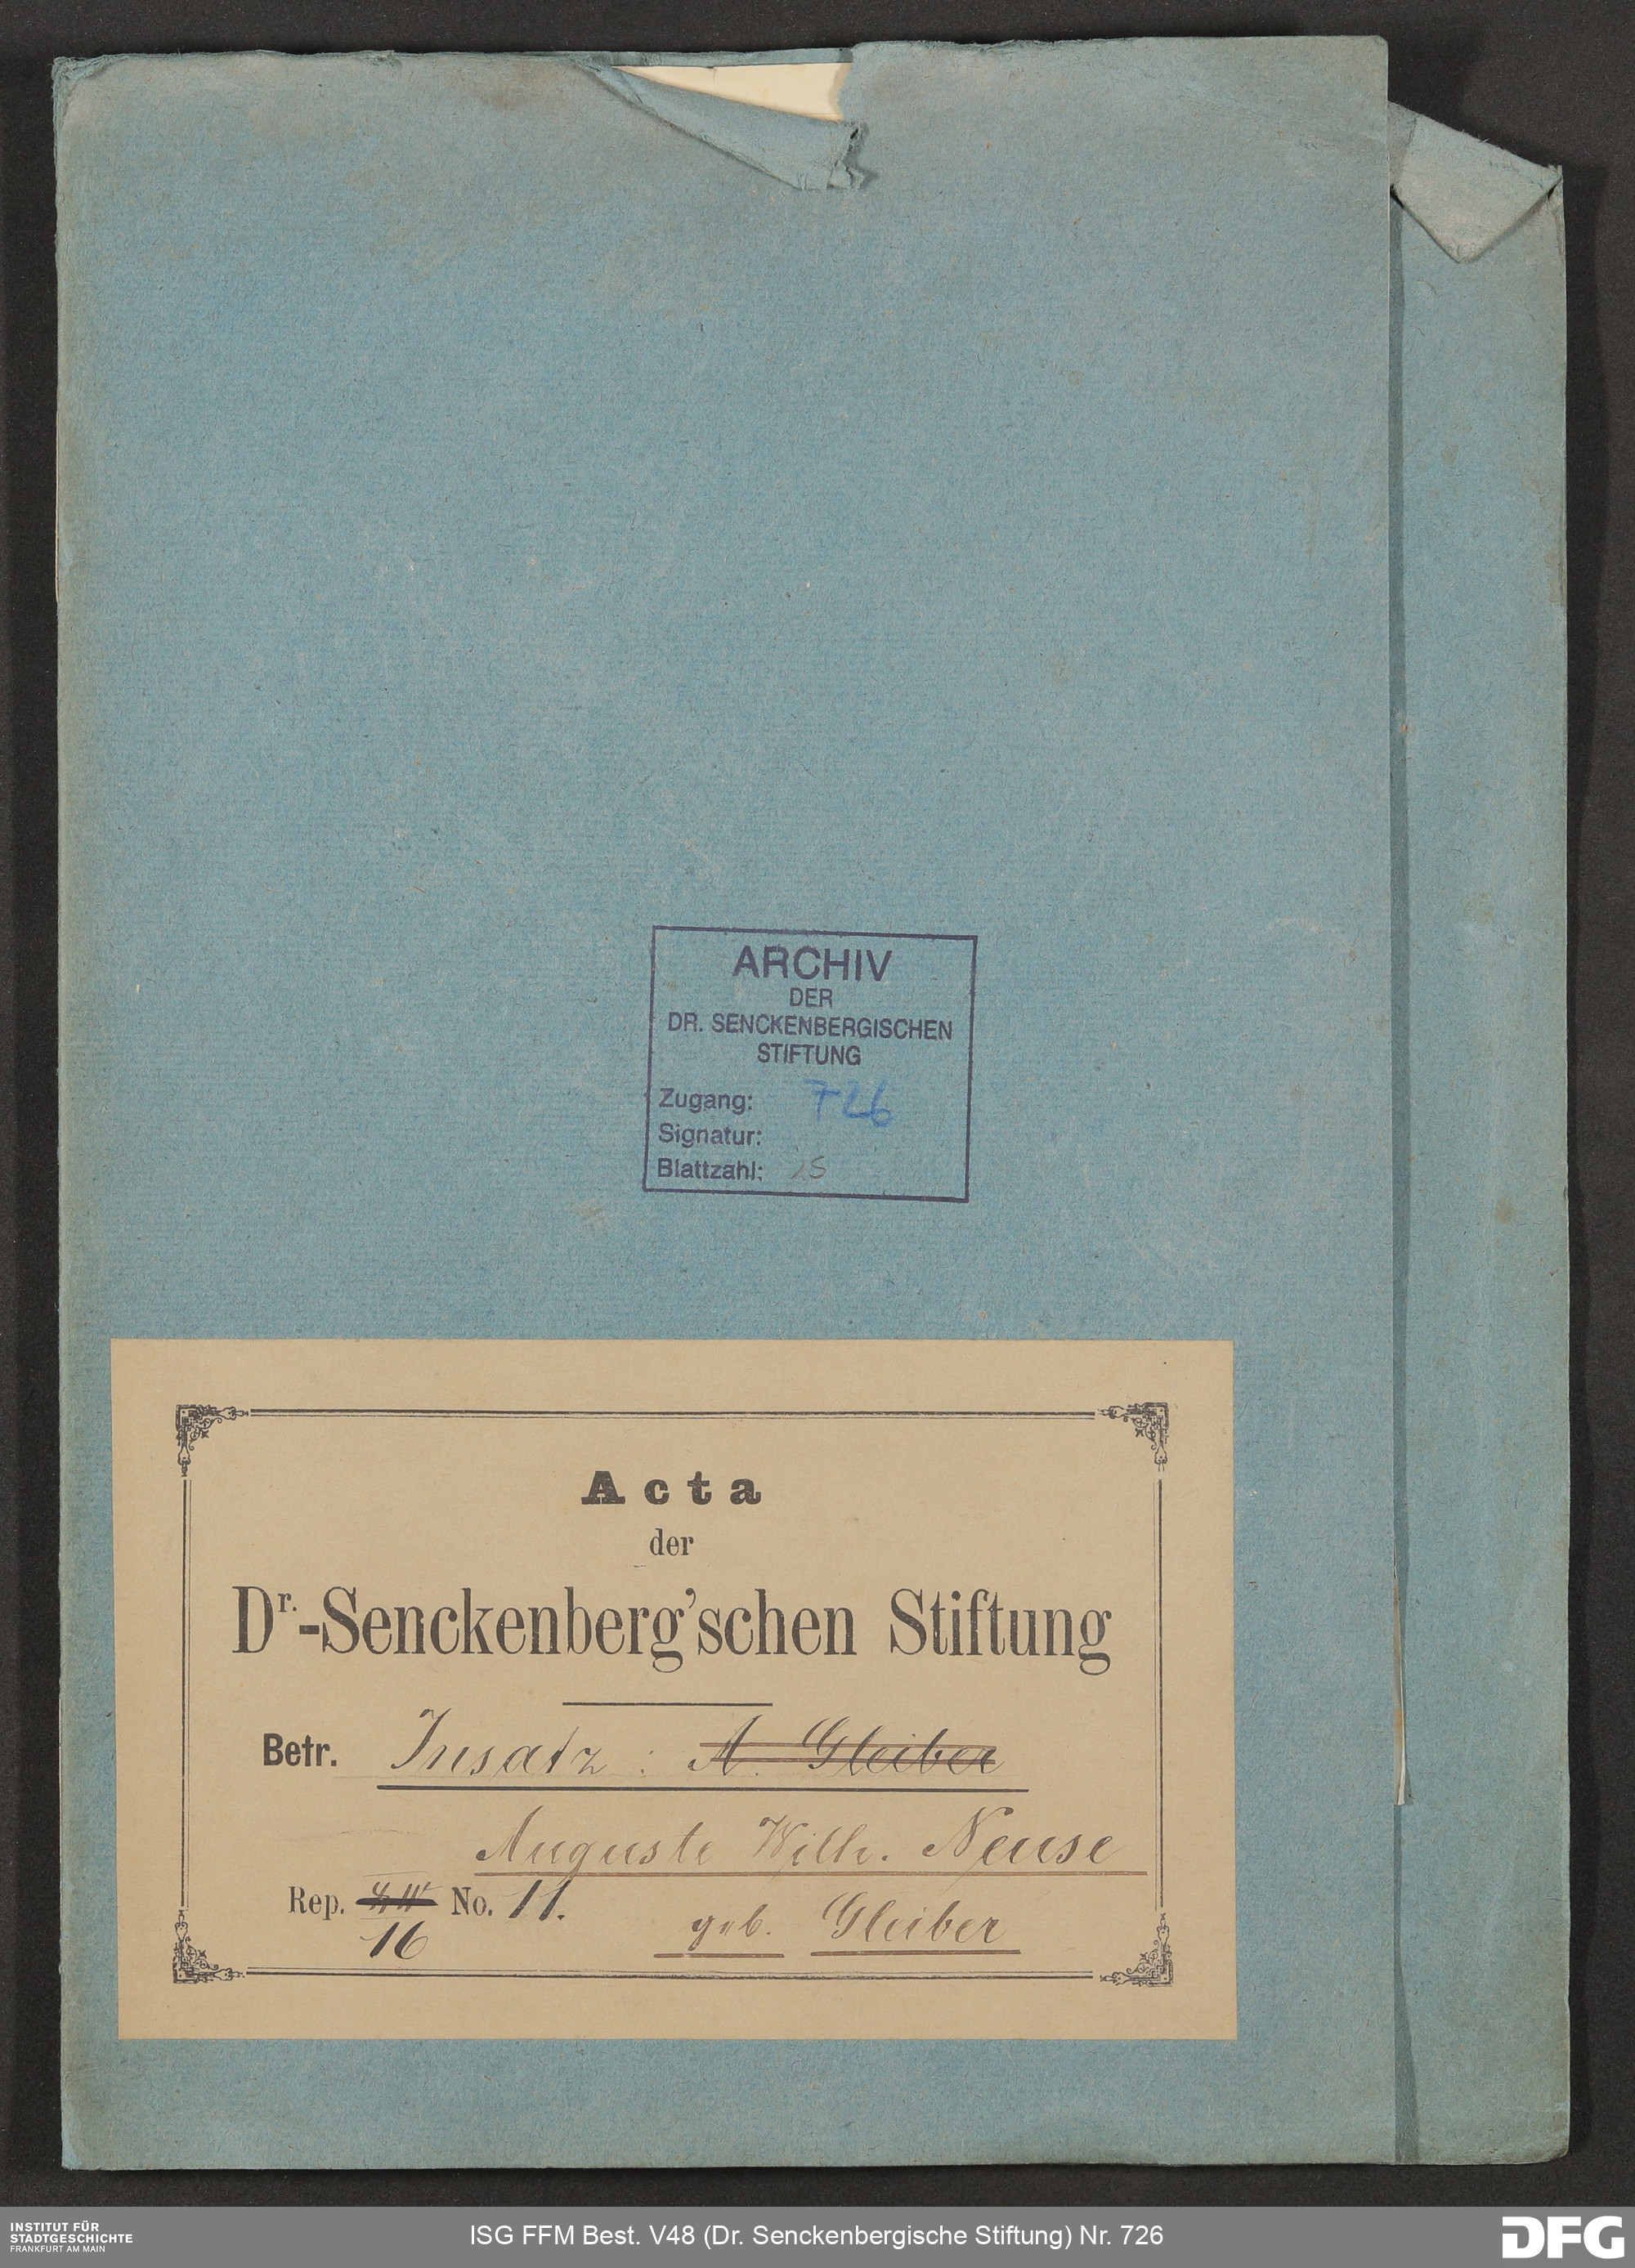 ARCHIV
DER
DR. SENCKENBERGISCHEN
STIFTUNG
Zugang: 726
Signatur:
Blattzahl: 25
Acta
der
Dr.-Senckenberg'schen Stiftung
Betr. Insatz: A. Gleiber
Auguste Wilh. Neuse
Rep. No. 11.
16
geb. Gleiber
INSTITUT FÜR
STADTGESCHICHTE
FRANKFURT AM MAIN
ISG FFM Best. V48 (Dr. Senckenbergische Stiftung) Nr. 726
DFG